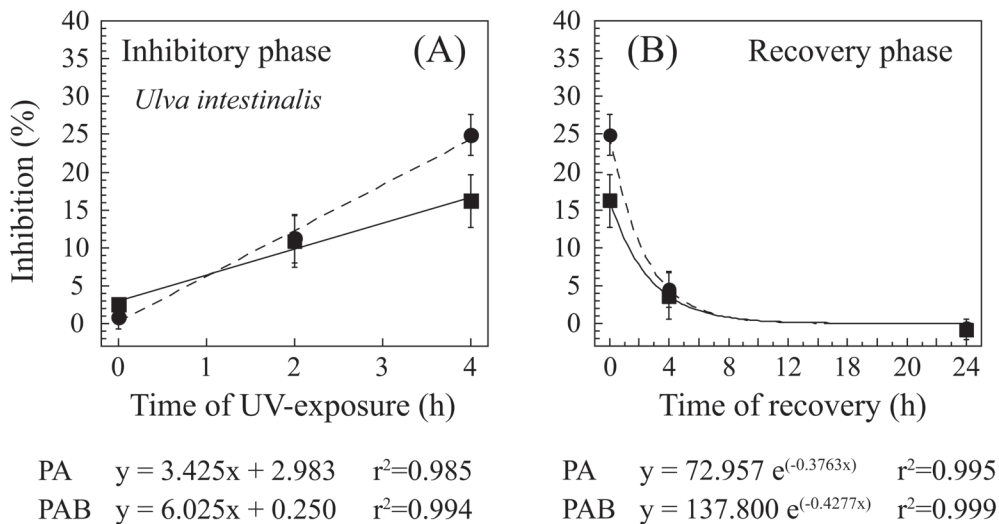 Inhibitory phase (A)
Ulva intestinalis
Inhibition (%)
40
35
30
25
20
15
10
5
0
0 1 2 3 4
Time of UV-exposure (h)
(B) Recovery phase
40
35
30
25
20
15
10
5
0
0 4 8 12 16 20 24
Time of recovery (h)
PA y = 3.425x + 2.983 r²=0.985
PAB y = 6.025x + 0.250 r²=0.994
PA y = 72.957 e(-0.3763x) r²=0.995
PAB y = 137.800 e(-0.4277x) r²=0.999